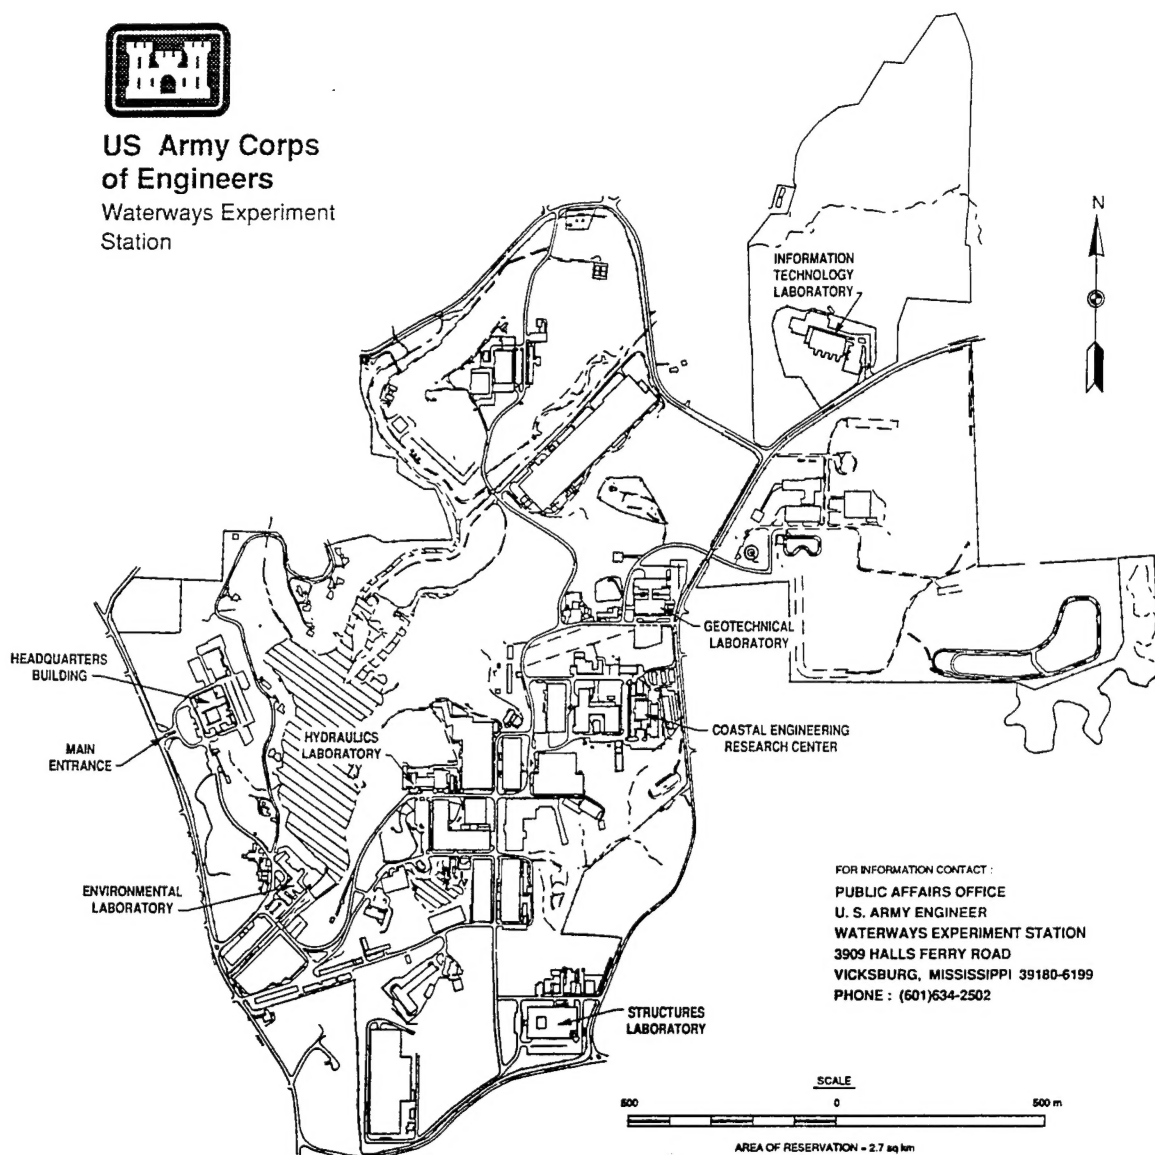 US Army Corps
of Engineers
Waterways Experiment
Station
N
INFORMATION
TECHNOLOGY
LABORATORY
GEOTECHNICAL
LABORATORY
HEADQUARTERS
BUILDING
MAIN
ENTRANCE
HYDRAULICS
LABORATORY
COASTAL ENGINEERING
RESEARCH CENTER
ENVIRONMENTAL
LABORATORY
STRUCTURES
LABORATORY
FOR INFORMATION CONTACT :
PUBLIC AFFAIRS OFFICE
U. S. ARMY ENGINEER
WATERWAYS EXPERIMENT STATION
3909 HALLS FERRY ROAD
VICKSBURG, MISSISSIPPI 39180-6199
PHONE : (601)634-2502
SCALE
500 0 500 m
AREA OF RESERVATION = 2.7 sq km